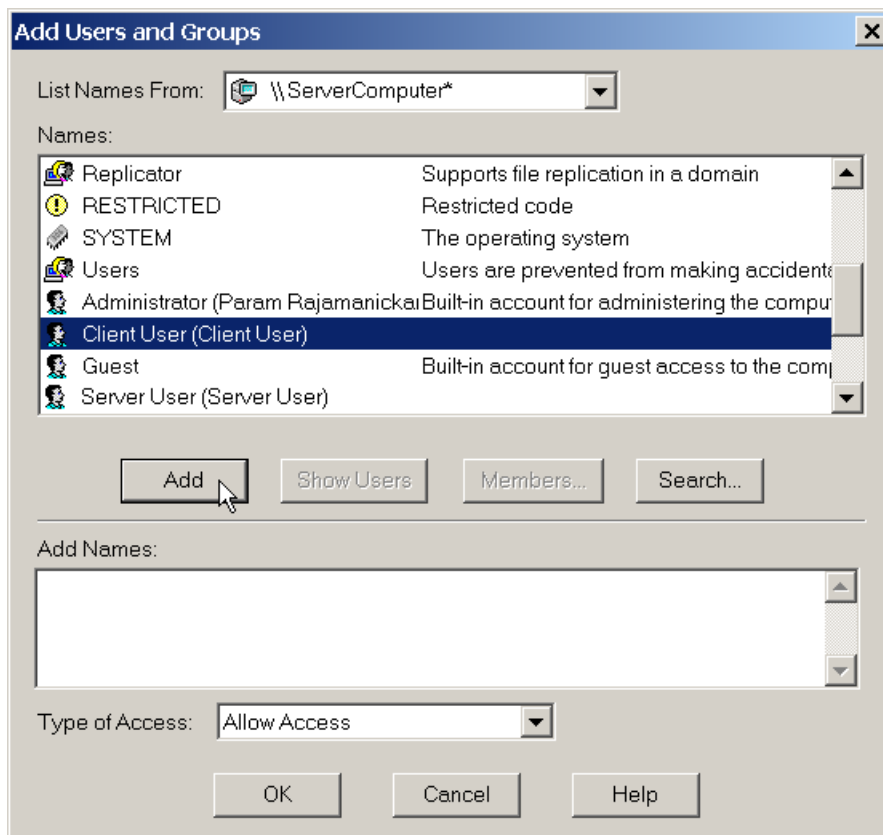 Add Users and Groups
List Names From: \\ServerComputer*
Names:
Replicator Supports file replication in a domain
RESTRICTED Restricted code
SYSTEM The operating system
Users Users are prevented from making accidenta
Administrator (Param Rajamanickar Built-in account for administering the comput
Client User (Client User)
Guest Built-in account for guest access to the comp
Server User (Server User)
Add Show Users Members... Search...
Add Names:
Type of Access: Allow Access
OK Cancel Help